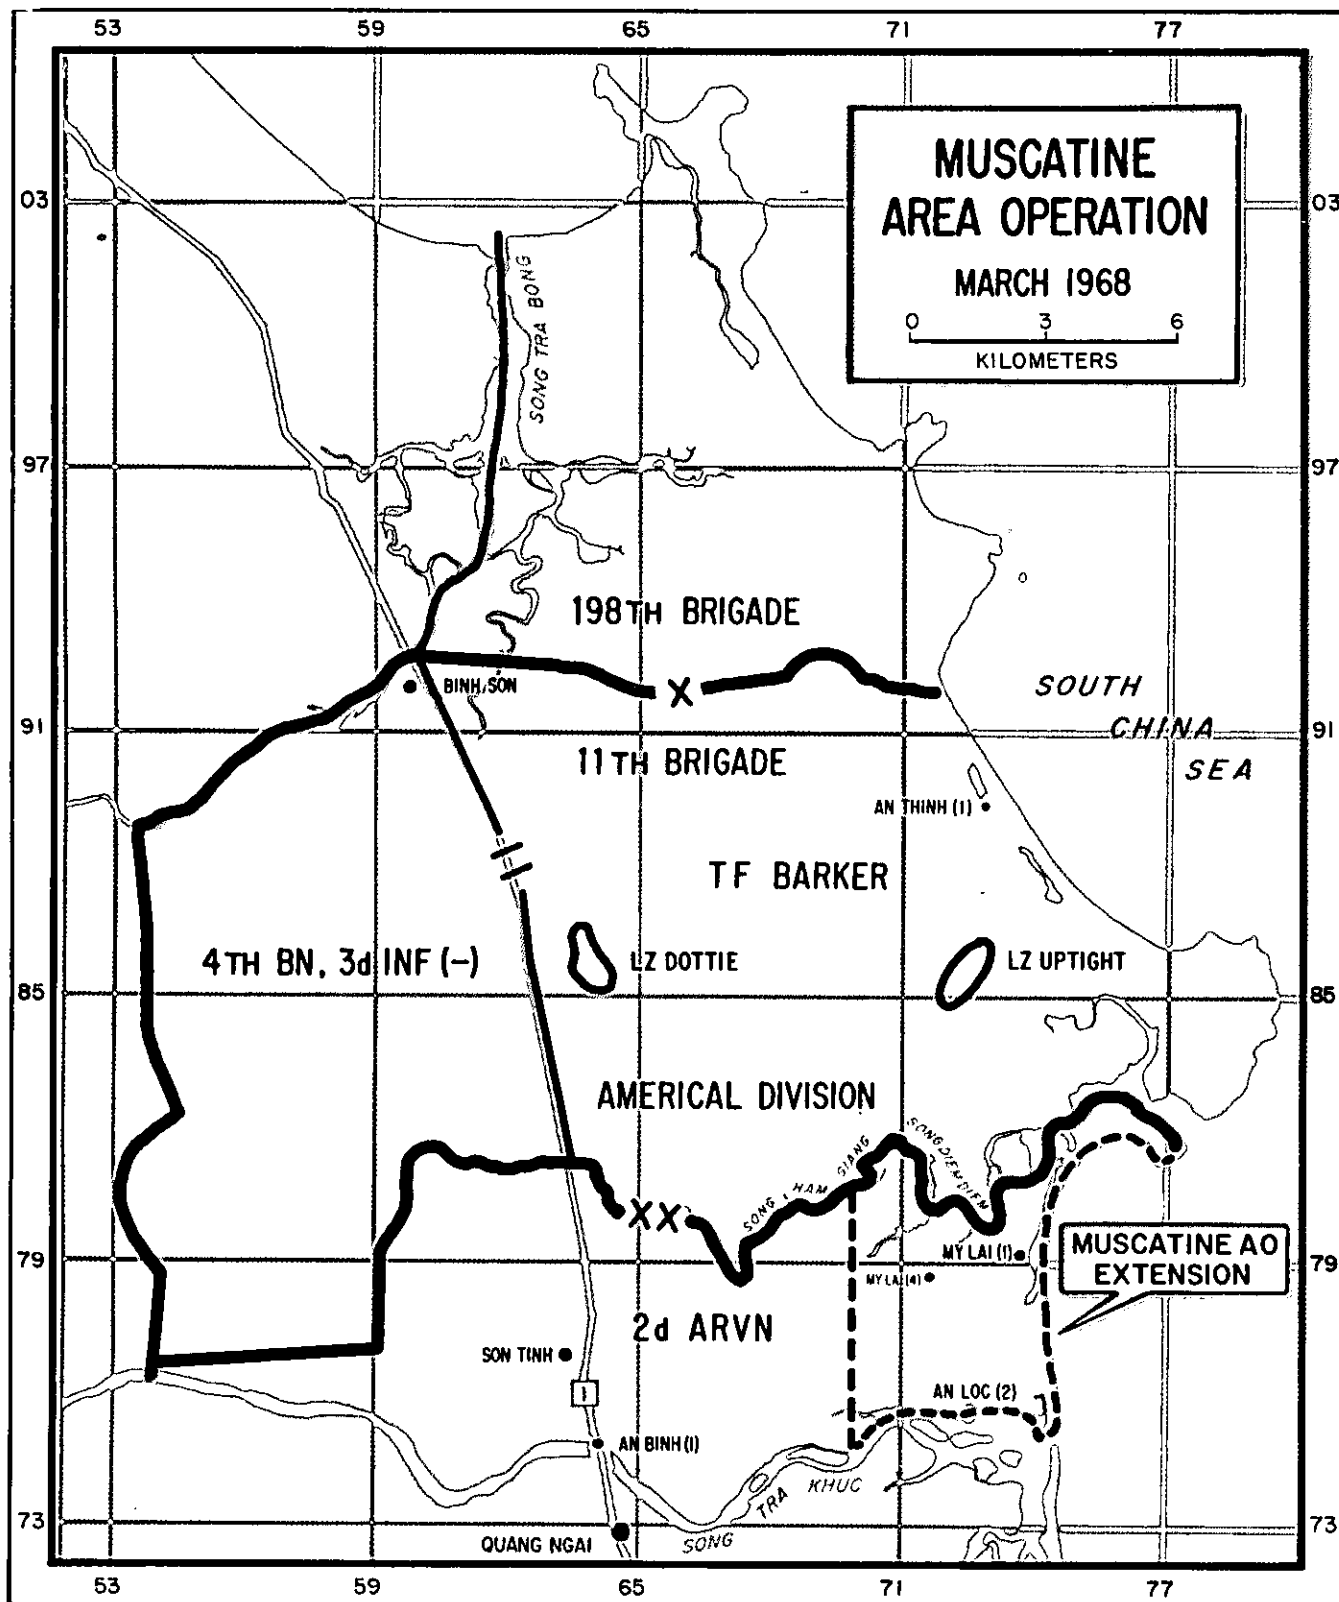 53 59 65 71 77
MUSCATINE
AREA OPERATION
MARCH 1968
0 3 6
KILOMETERS
03 03
SONG TRA BONG
97 97
198TH BRIGADE
X
BINH SON
SOUTH
CHINA
SEA
91 91
11TH BRIGADE
AN THINH (1)
TF BARKER
4TH BN, 3d INF (-)
LZ DOTTIE
LZ UPTIGHT
85 85
AMERICAL DIVISION
SONG HAM GIANG
SONG DIEM DIEM
XX
MY LAI (1)
79 79
MY LAI (4)
MUSCATINE AO
EXTENSION
2d ARVN
SON TINH
1
AN LOC (2)
AN BINH (1)
SONG TRA KHUC
73 73
QUANG NGAI
53 59 65 71 77